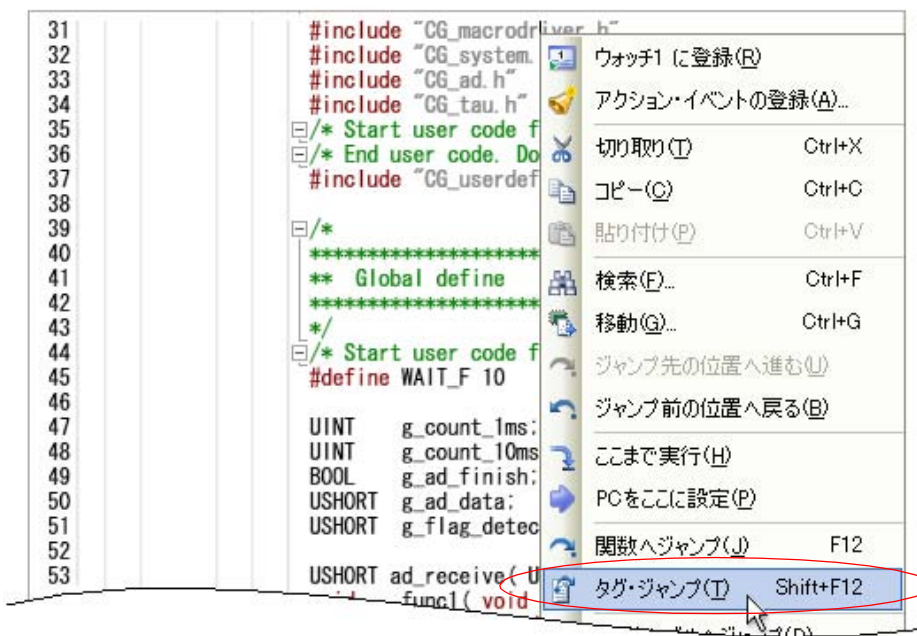 31 #include "CG_macrodriver.h"
32 #include "CG_system.
33 #include "CG_ad.h"
34 #include "CG_tau.h"
35 /* Start user code f
36 /* End user code. Do
37 #include "CG_userdef
38
39 /*
40 **********************
41 ** Global define
42 **********************
43 */
44 /* Start user code f
45 #define WAIT_F 10
46
47 UINT g_count_1ms;
48 UINT g_count_10ms
49 BOOL g_ad_finish;
50 USHORT g_ad_data;
51 USHORT g_flag_detec
52
53 USHORT ad_receive( U
func1( void
ウォッチ1 に登録(R)
アクション・イベントの登録(A)...
切り取り(T) Ctrl+X
コピー(C) Ctrl+C
貼り付け(P) Ctrl+V
検索(F)... Ctrl+F
移動(G)... Ctrl+G
ジャンプ先の位置へ進む(U)
ジャンプ前の位置へ戻る(B)
ここまで実行(H)
PCをここに設定(P)
関数へジャンプ(J) F12
タグ・ジャンプ(T) Shift+F12